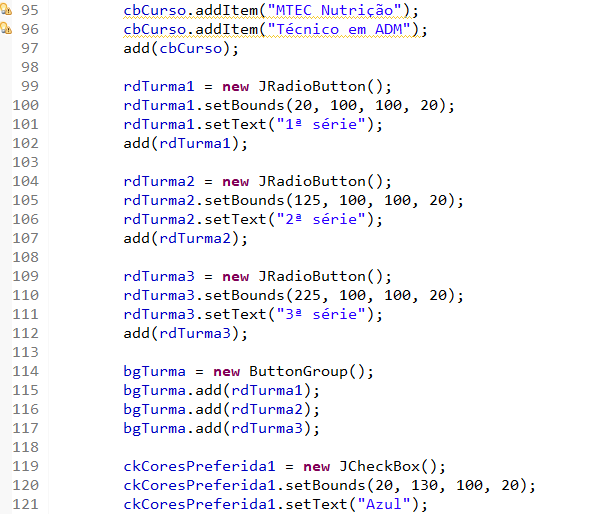 95 cbCurso.addItem("MTEC Nutrição");
96 cbCurso.addItem("Técnico em ADM");
97 add(cbCurso);
98
99 rdTurma1 = new JRadioButton();
100 rdTurma1.setBounds(20, 100, 100, 20);
101 rdTurma1.setText("1ª série");
102 add(rdTurma1);
103
104 rdTurma2 = new JRadioButton();
105 rdTurma2.setBounds(125, 100, 100, 20);
106 rdTurma2.setText("2ª série");
107 add(rdTurma2);
108
109 rdTurma3 = new JRadioButton();
110 rdTurma3.setBounds(225, 100, 100, 20);
111 rdTurma3.setText("3ª série");
112 add(rdTurma3);
113
114 bgTurma = new ButtonGroup();
115 bgTurma.add(rdTurma1);
116 bgTurma.add(rdTurma2);
117 bgTurma.add(rdTurma3);
118
119 ckCoresPreferida1 = new JCheckBox();
120 ckCoresPreferida1.setBounds(20, 130, 100, 20);
121 ckCoresPreferida1.setText("Azul");